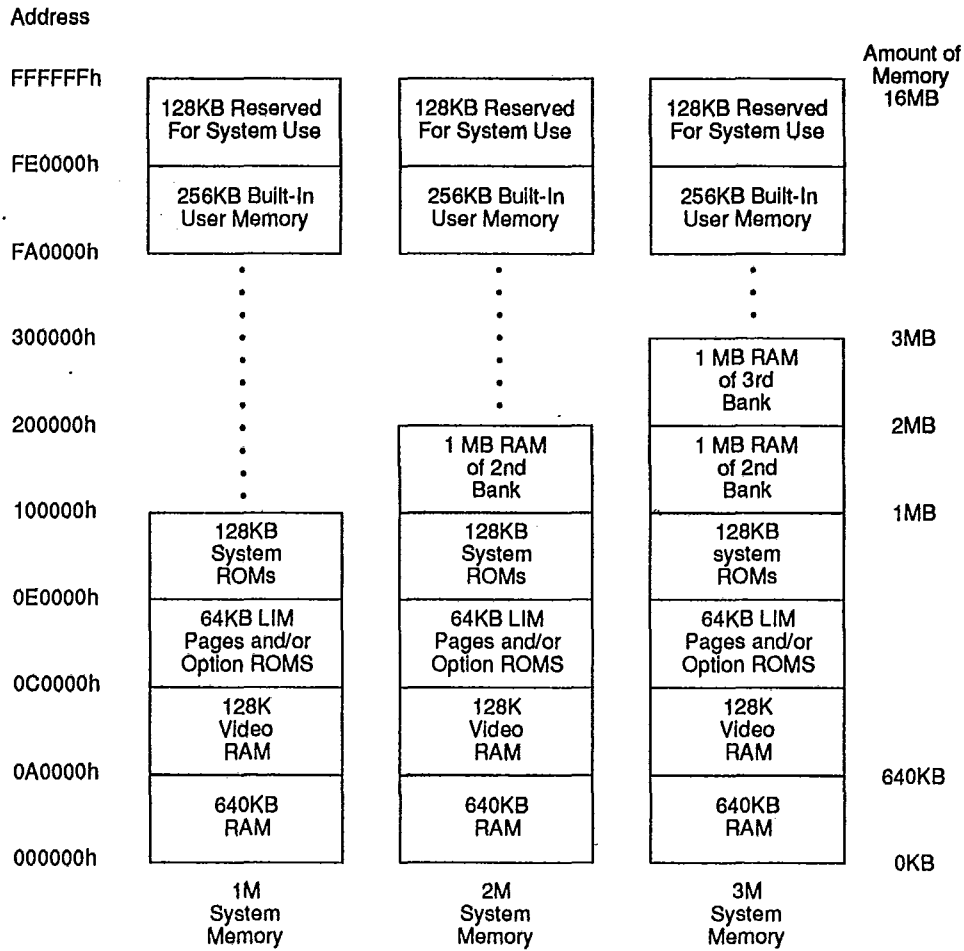 Address
FFFFFFh
128KB Reserved
For System Use
128KB Reserved
For System Use
128KB Reserved
For System Use
Amount of
Memory
16MB
FE0000h
256KB Built-In
User Memory
256KB Built-In
User Memory
256KB Built-In
User Memory
FA0000h
300000h
3MB
1 MB RAM
of 3rd
Bank
200000h
2MB
1 MB RAM
of 2nd
Bank
1 MB RAM
of 2nd
Bank
100000h
1MB
128KB
System
ROMs
128KB
System
ROMs
128KB
system
ROMs
0E0000h
64KB LIM
Pages and/or
Option ROMS
64KB LIM
Pages and/or
Option ROMS
64KB LIM
Pages and/or
Option ROMS
0C0000h
128K
Video
RAM
128K
Video
RAM
128K
Video
RAM
0A0000h
640KB
640KB
RAM
640KB
RAM
640KB
RAM
000000h
0KB
1M
System
Memory
2M
System
Memory
3M
System
Memory